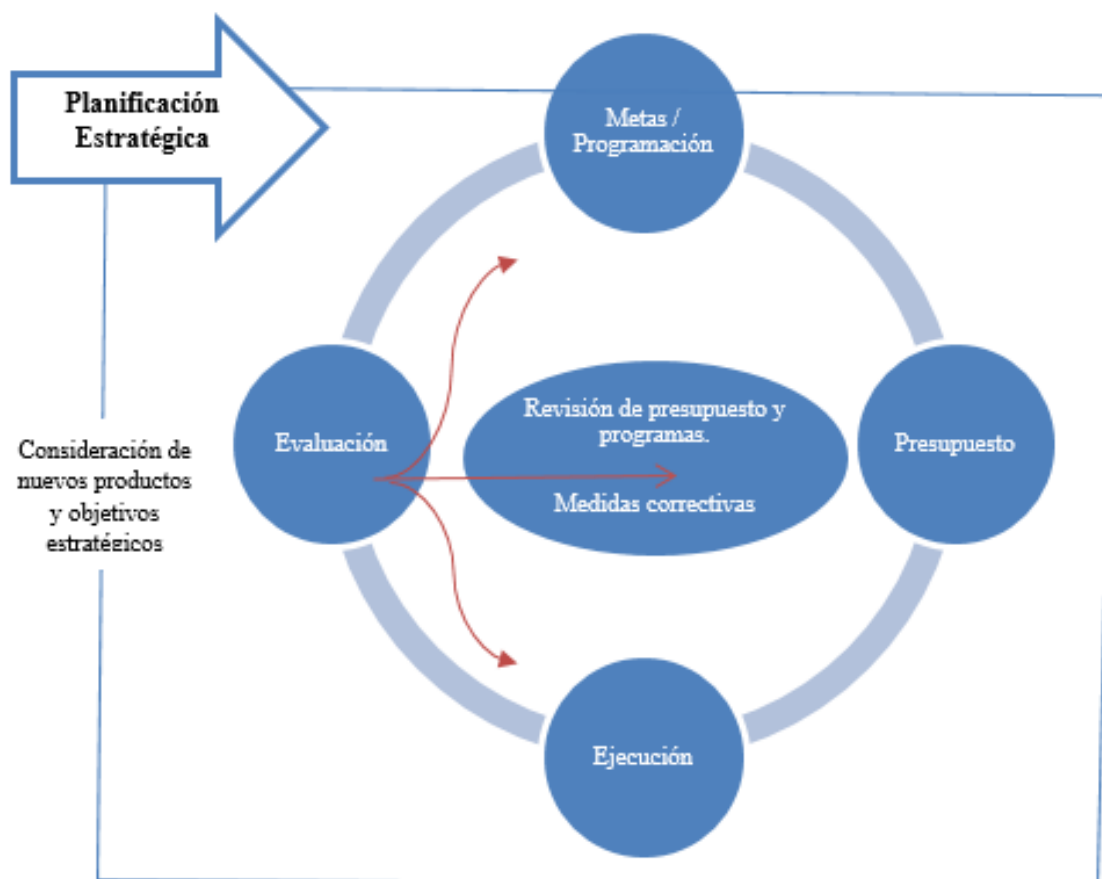 Planificación
Estratégica
Metas /
Programación
Evaluación
Revisión de presupuesto y
programas.
Medidas correctivas
Presupuesto
Consideración de
nuevos productos
y objetivos
estratégicos
Ejecución